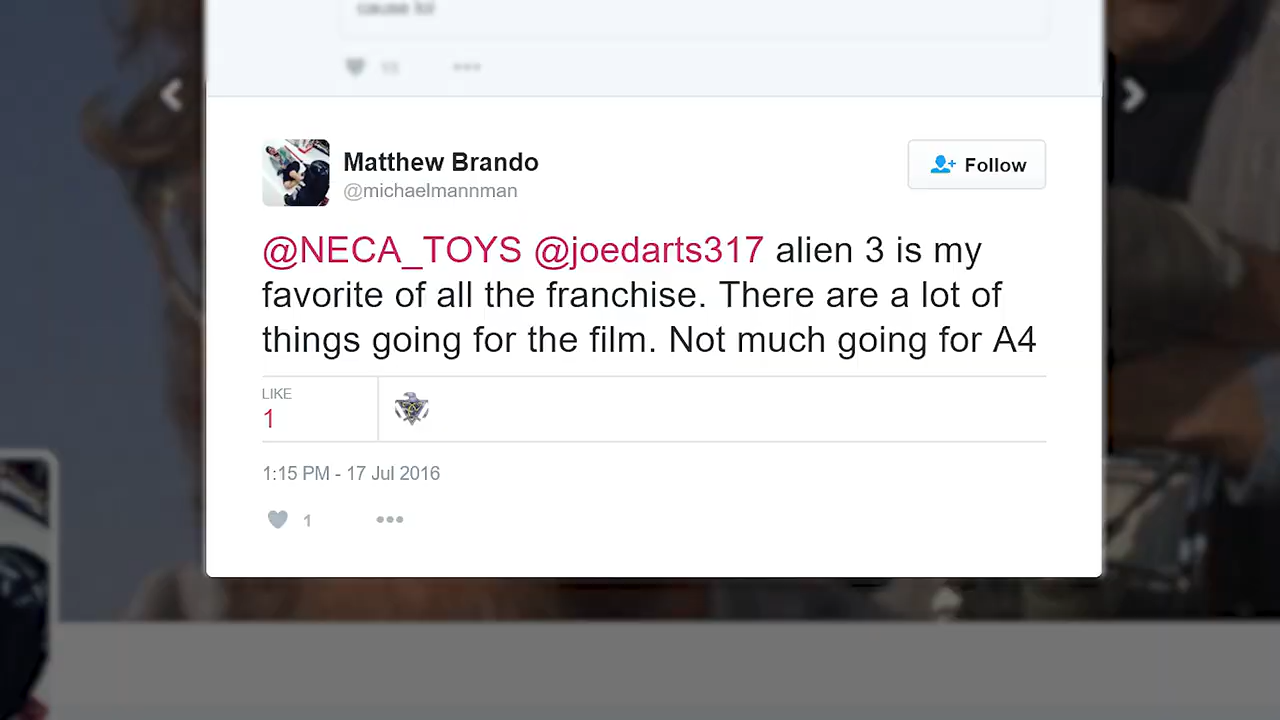 cause lol
Matthew Brando
Follow
@michaelmannman
@NECA_TOYS @joedarts317 alien 3 is my
favorite of all the franchise. There are a lot of
things going for the film. Not much going for A4
LIKE
1
1:15 PM - 17 Jul 2016
1